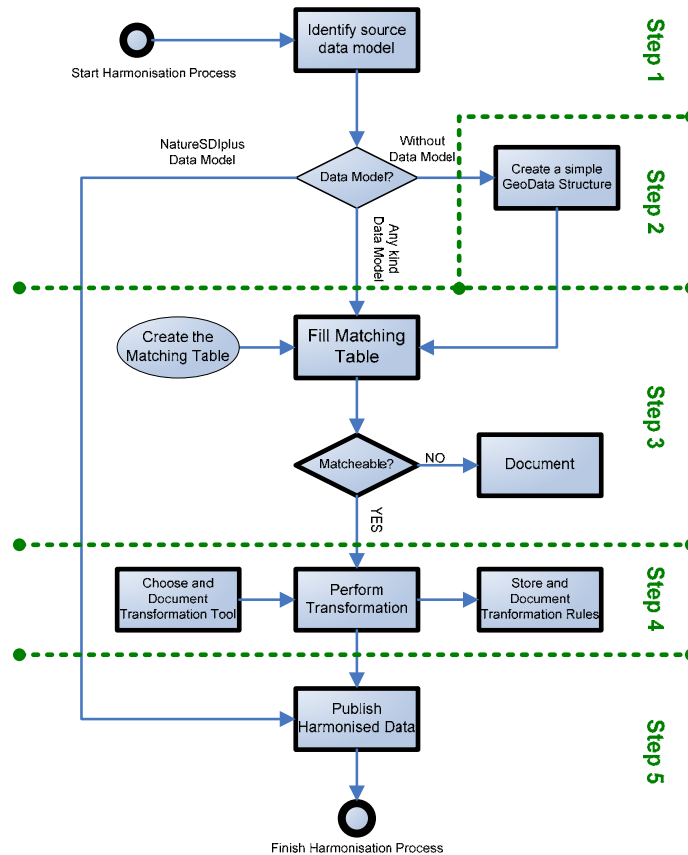 Identify source
data model
Start Harmonisation Process
Step 1
NatureSDIplus
Data Model
Without
Data Model
Data Model?
Create a simple
GeoData Structure
Step 2
Any kind
Data Model
Create the
Matching Table
Fill Matching
Table
Step 3
Matcheable?
NO
Document
YES
Choose and
Document
Transformation Tool
Perform
Transformation
Store and
Document
Tranformation Rules
Step 4
Publish
Harmonised Data
Step 5
Finish Harmonisation Process